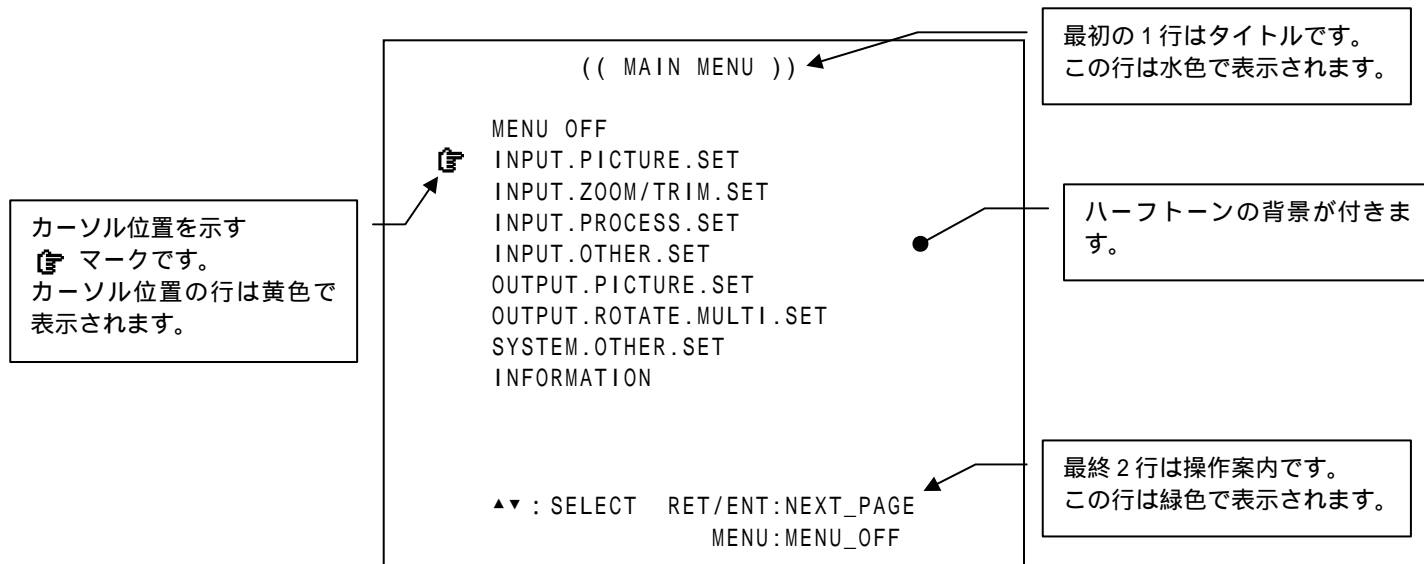 (( MAIN MENU ))
MENU OFF
☞ INPUT.PICTURE.SET
INPUT.ZOOM/TRIM.SET
INPUT.PROCESS.SET
INPUT.OTHER.SET
OUTPUT.PICTURE.SET
OUTPUT.ROTATE.MULTI.SET
SYSTEM.OTHER.SET
INFORMATION
▲▼:SELECT RET/ENT:NEXT_PAGE
MENU:MENU_OFF
カーソル位置を示す
☞ マークです。
カーソル位置の行は黄色で
表示されます。
最初の1行はタイトルです。
この行は水色で表示されます。
ハーフトーンの背景が付きま
す。
最終2行は操作案内です。
この行は緑色で表示されます。